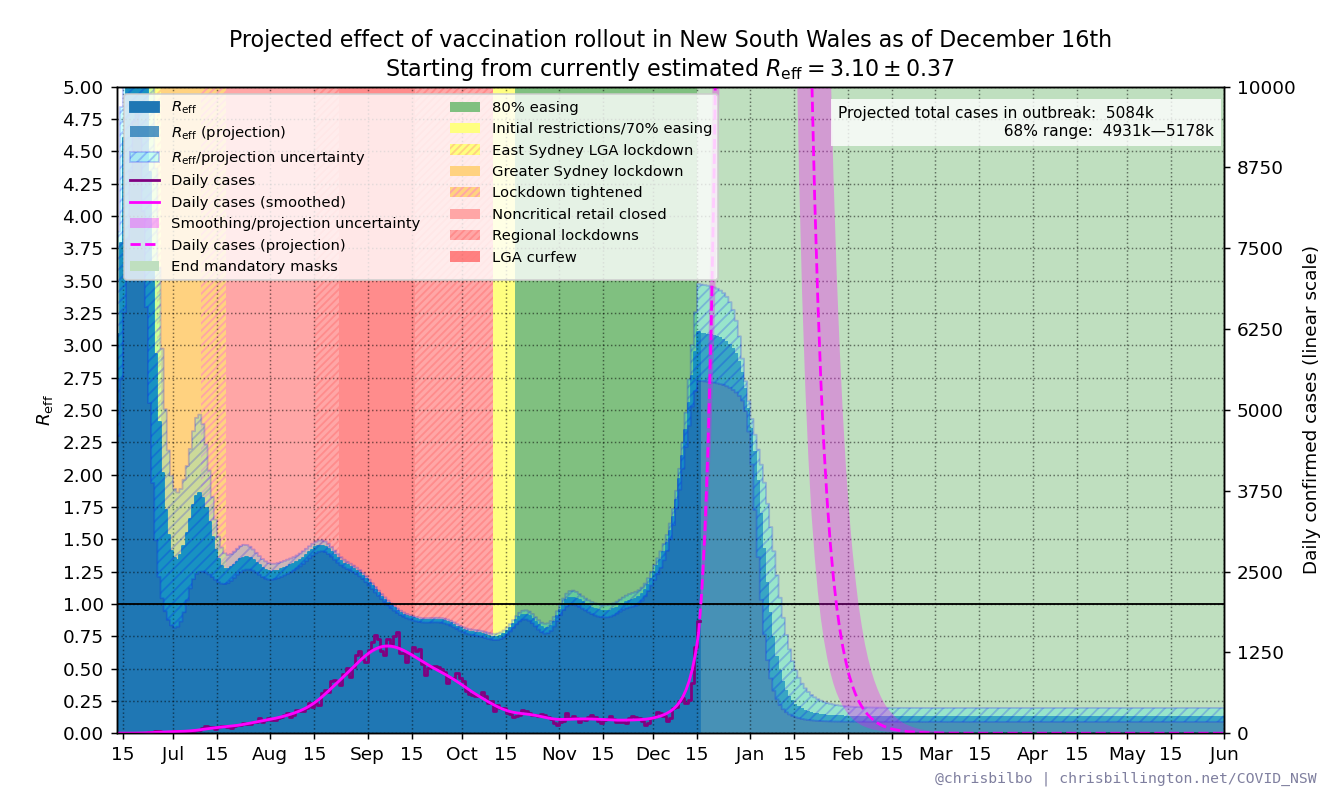 Projected effect of vaccination rollout in New South Wales as of December 16th
Starting from currently estimated Reff = 3.10 ± 0.37
Reff
Reff (projection)
Reff/projection uncertainty
Daily cases
Daily cases (smoothed)
Smoothing/projection uncertainty
Daily cases (projection)
End mandatory masks
80% easing
Initial restrictions/70% easing
East Sydney LGA lockdown
Greater Sydney lockdown
Lockdown tightened
Noncritical retail closed
Regional lockdowns
LGA curfew
Projected total cases in outbreak: 5084k
68% range: 4931k—5178k
5.00
4.75
4.50
4.25
4.00
3.75
3.50
3.25
3.00
2.75
2.50
2.25
2.00
1.75
1.50
1.25
1.00
0.75
0.50
0.25
0.00
Reff
10000
8750
7500
6250
5000
3750
2500
1250
0
Daily confirmed cases (linear scale)
15 Jul 15 Aug 15 Sep 15 Oct 15 Nov 15 Dec 15 Jan 15 Feb 15 Mar 15 Apr 15 May 15 Jun
@chrisbilbo | chrisbillington.net/COVID_NSW